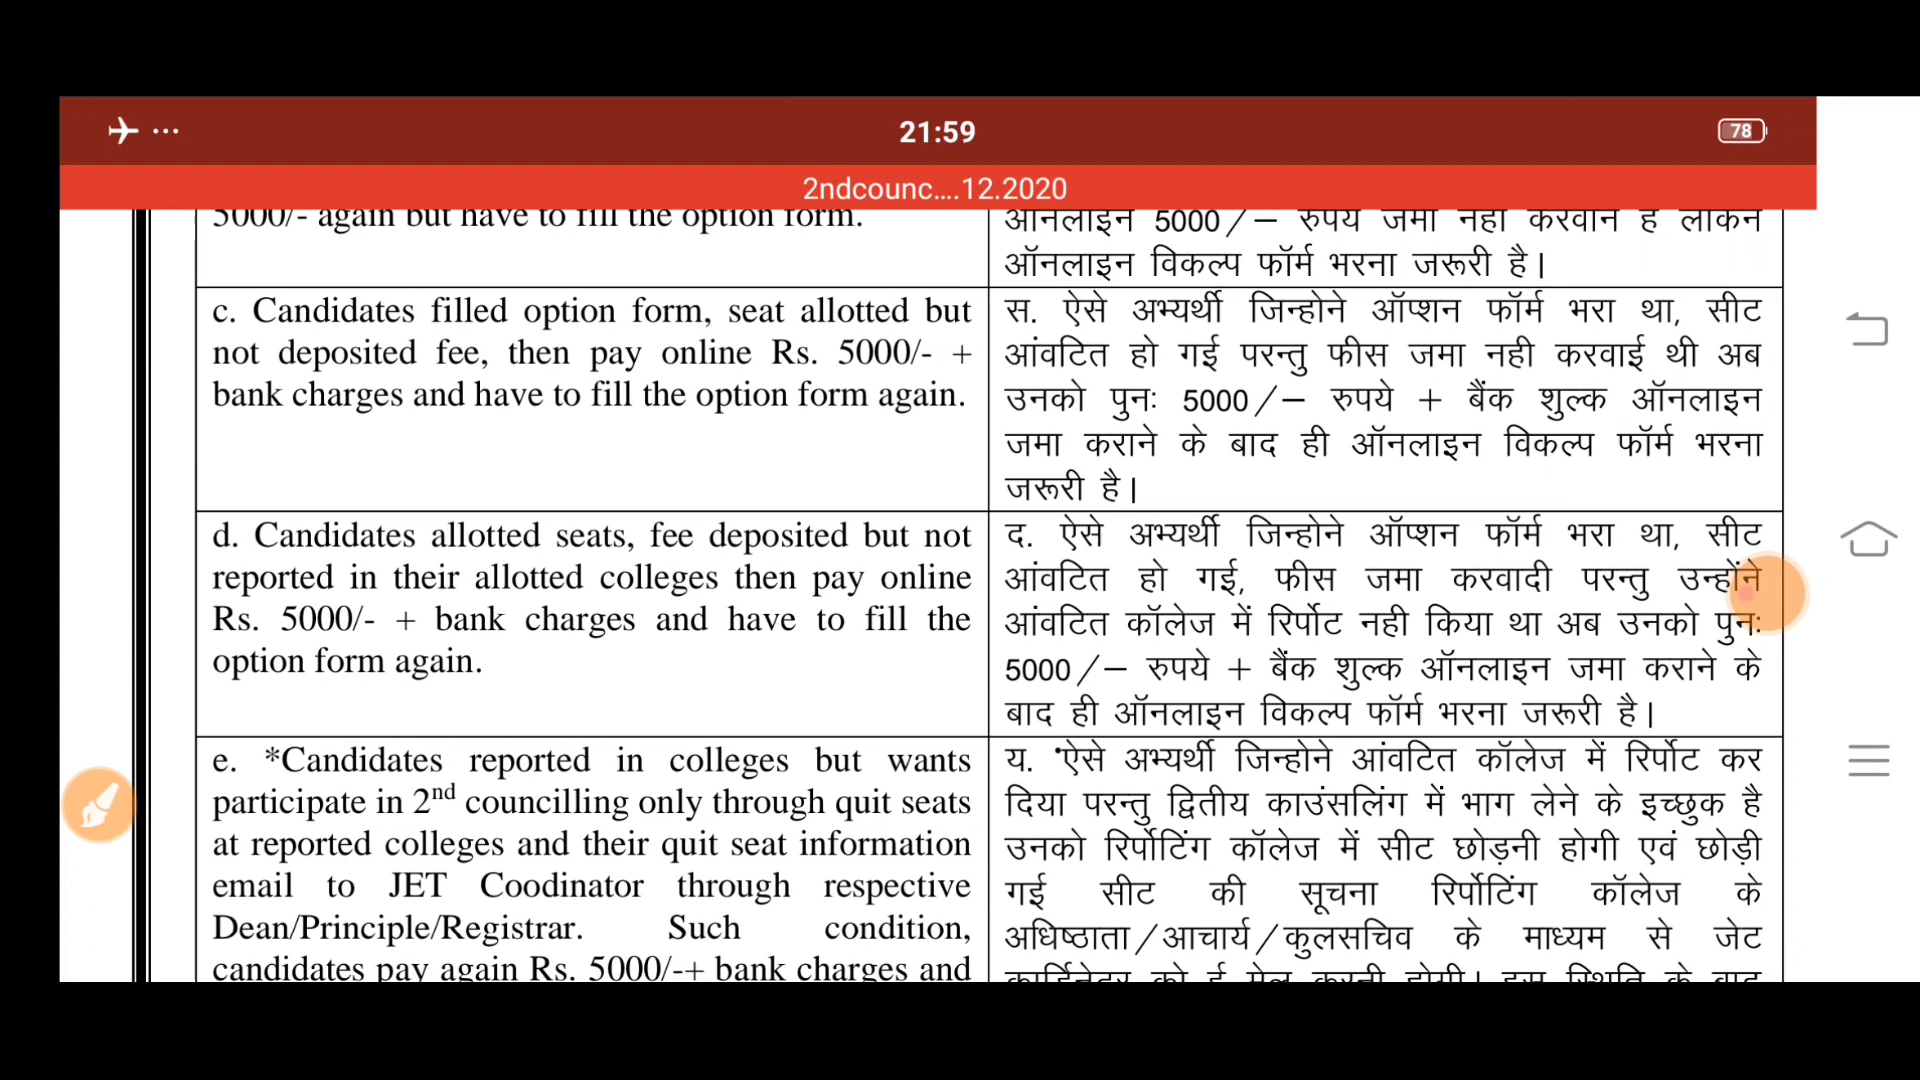 21:59
78
2ndcounc....12.2020
5000/- again but have to fill the option form.
c. Candidates filled option form, seat allotted but
not deposited fee, then pay online Rs. 5000/- +
bank charges and have to fill the option form again.
d. Candidates allotted seats, fee deposited but not
reported in their allotted colleges then pay online
Rs. 5000/- + bank charges and have to fill the
option form again.
e. *Candidates reported in colleges but wants
participate in 2nd councilling only through quit seats
at reported colleges and their quit seat information
email to JET Coodinator through respective
Dean/Principle/Registrar. Such condition,
candidates pay again Rs. 5000/-+ bank charges and
ऑनलाइन 5000/– रुपये जमा नही करवाने है लेकिन
ऑनलाइन विकल्प फॉर्म भरना जरूरी है।
स. ऐसे अभ्यर्थी जिन्होने ऑप्शन फॉर्म भरा था, सीट
आंवटित हो गई परन्तु फीस जमा नही करवाई थी अब
उनको पुनः 5000/– रुपये + बैंक शुल्क ऑनलाइन
जमा कराने के बाद ही ऑनलाइन विकल्प फॉर्म भरना
जरूरी है।
द. ऐसे अभ्यर्थी जिन्होने ऑप्शन फॉर्म भरा था, सीट
आंवटित हो गई, फीस जमा करवादी परन्तु उन्होंने
आंवटित कॉलेज में रिर्पोट नही किया था अब उनको पुनः
5000/– रुपये + बैंक शुल्क ऑनलाइन जमा कराने के
बाद ही ऑनलाइन विकल्प फॉर्म भरना जरूरी है।
य. *ऐसे अभ्यर्थी जिन्होने आंवटित कॉलेज में रिर्पोट कर
दिया परन्तु द्वितीय काउंसलिंग में भाग लेने के इच्छुक है
उनको रिर्पोटिंग कॉलेज में सीट छोड़नी होगी एवं छोड़ी
गई सीट की सूचना रिर्पोटिंग कॉलेज के
अधिष्ठाता/आचार्य/कुलसचिव के माध्यम से जेट
को ई मेल करनी होगी। इस स्थिति के बाद